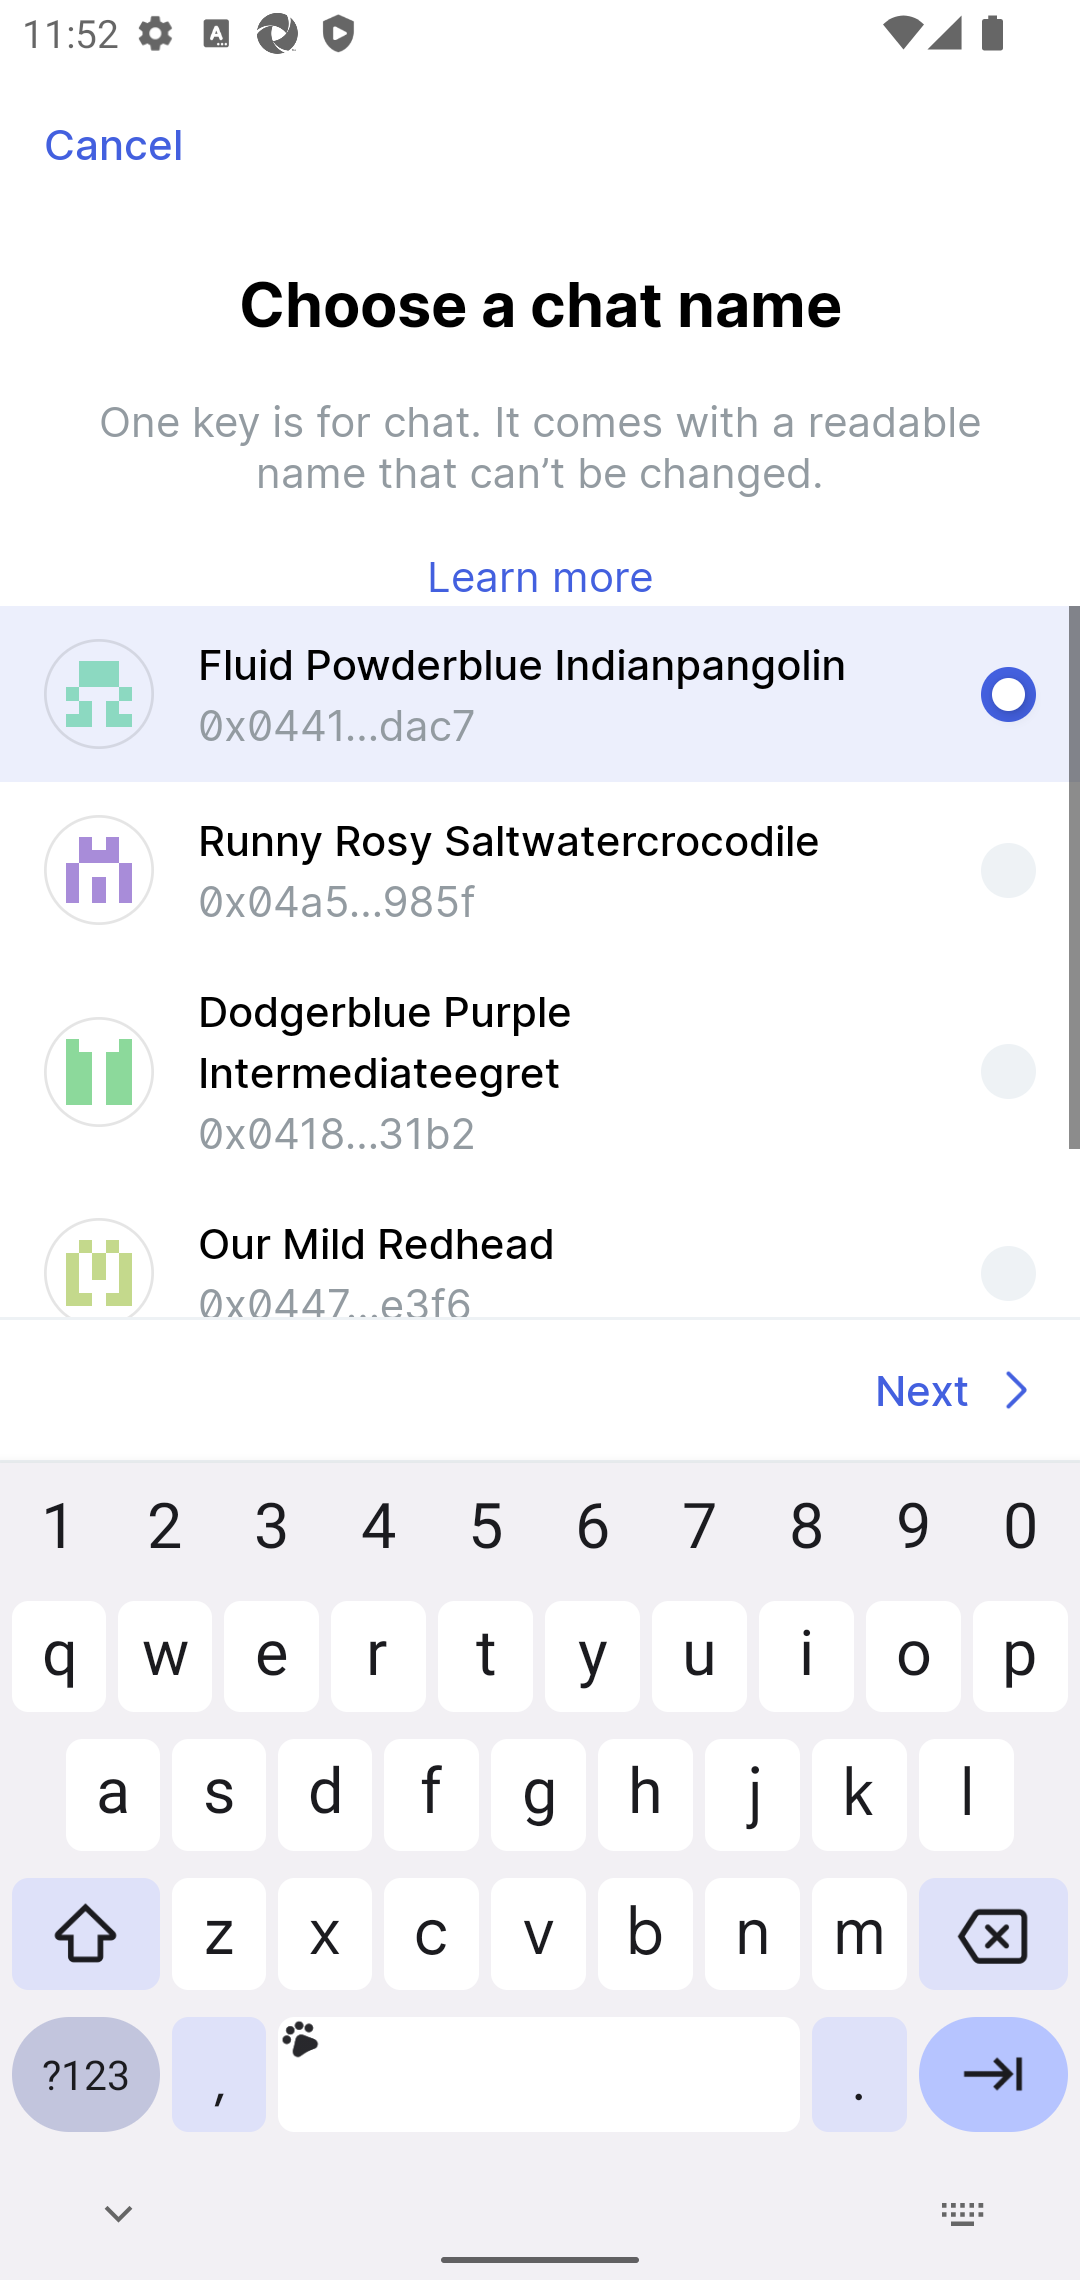 11:52
Cancel
Choose a chat name
One key is for chat. It comes with a readable
name that can’t be changed.
Learn more
Fluid Powderblue Indianpangolin
0x0441...dac7
Runny Rosy Saltwatercrocodile
0x04a5...985f
Dodgerblue Purple
Intermediateegret
0x0418...31b2
Our Mild Redhead
0x0447...e3f6
Next
1 2 3 4 5 6 7 8 9 0
q w e r t y u i o p
a s d f g h j k l
z x c v b n m
?123 , .